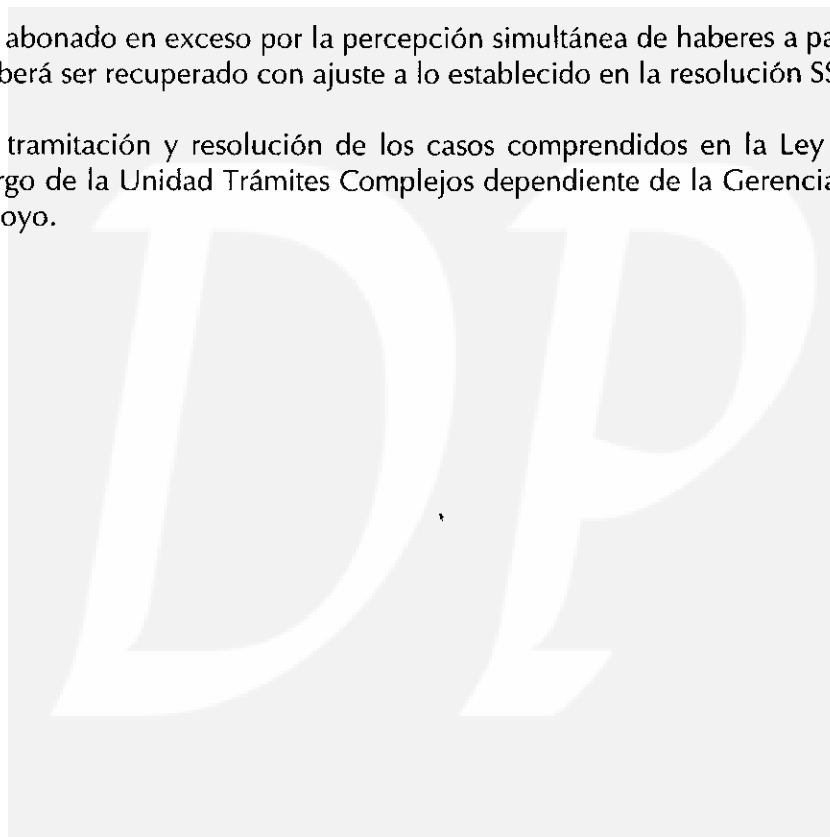 abonado en exceso por la percepción simultánea de haberes a pa
berá ser recuperado con ajuste a lo establecido en la resolución SS
tramitación y resolución de los casos comprendidos en la Ley
rgo de la Unidad Trámites Complejos dependiente de la Gerencia
oyo.
DP